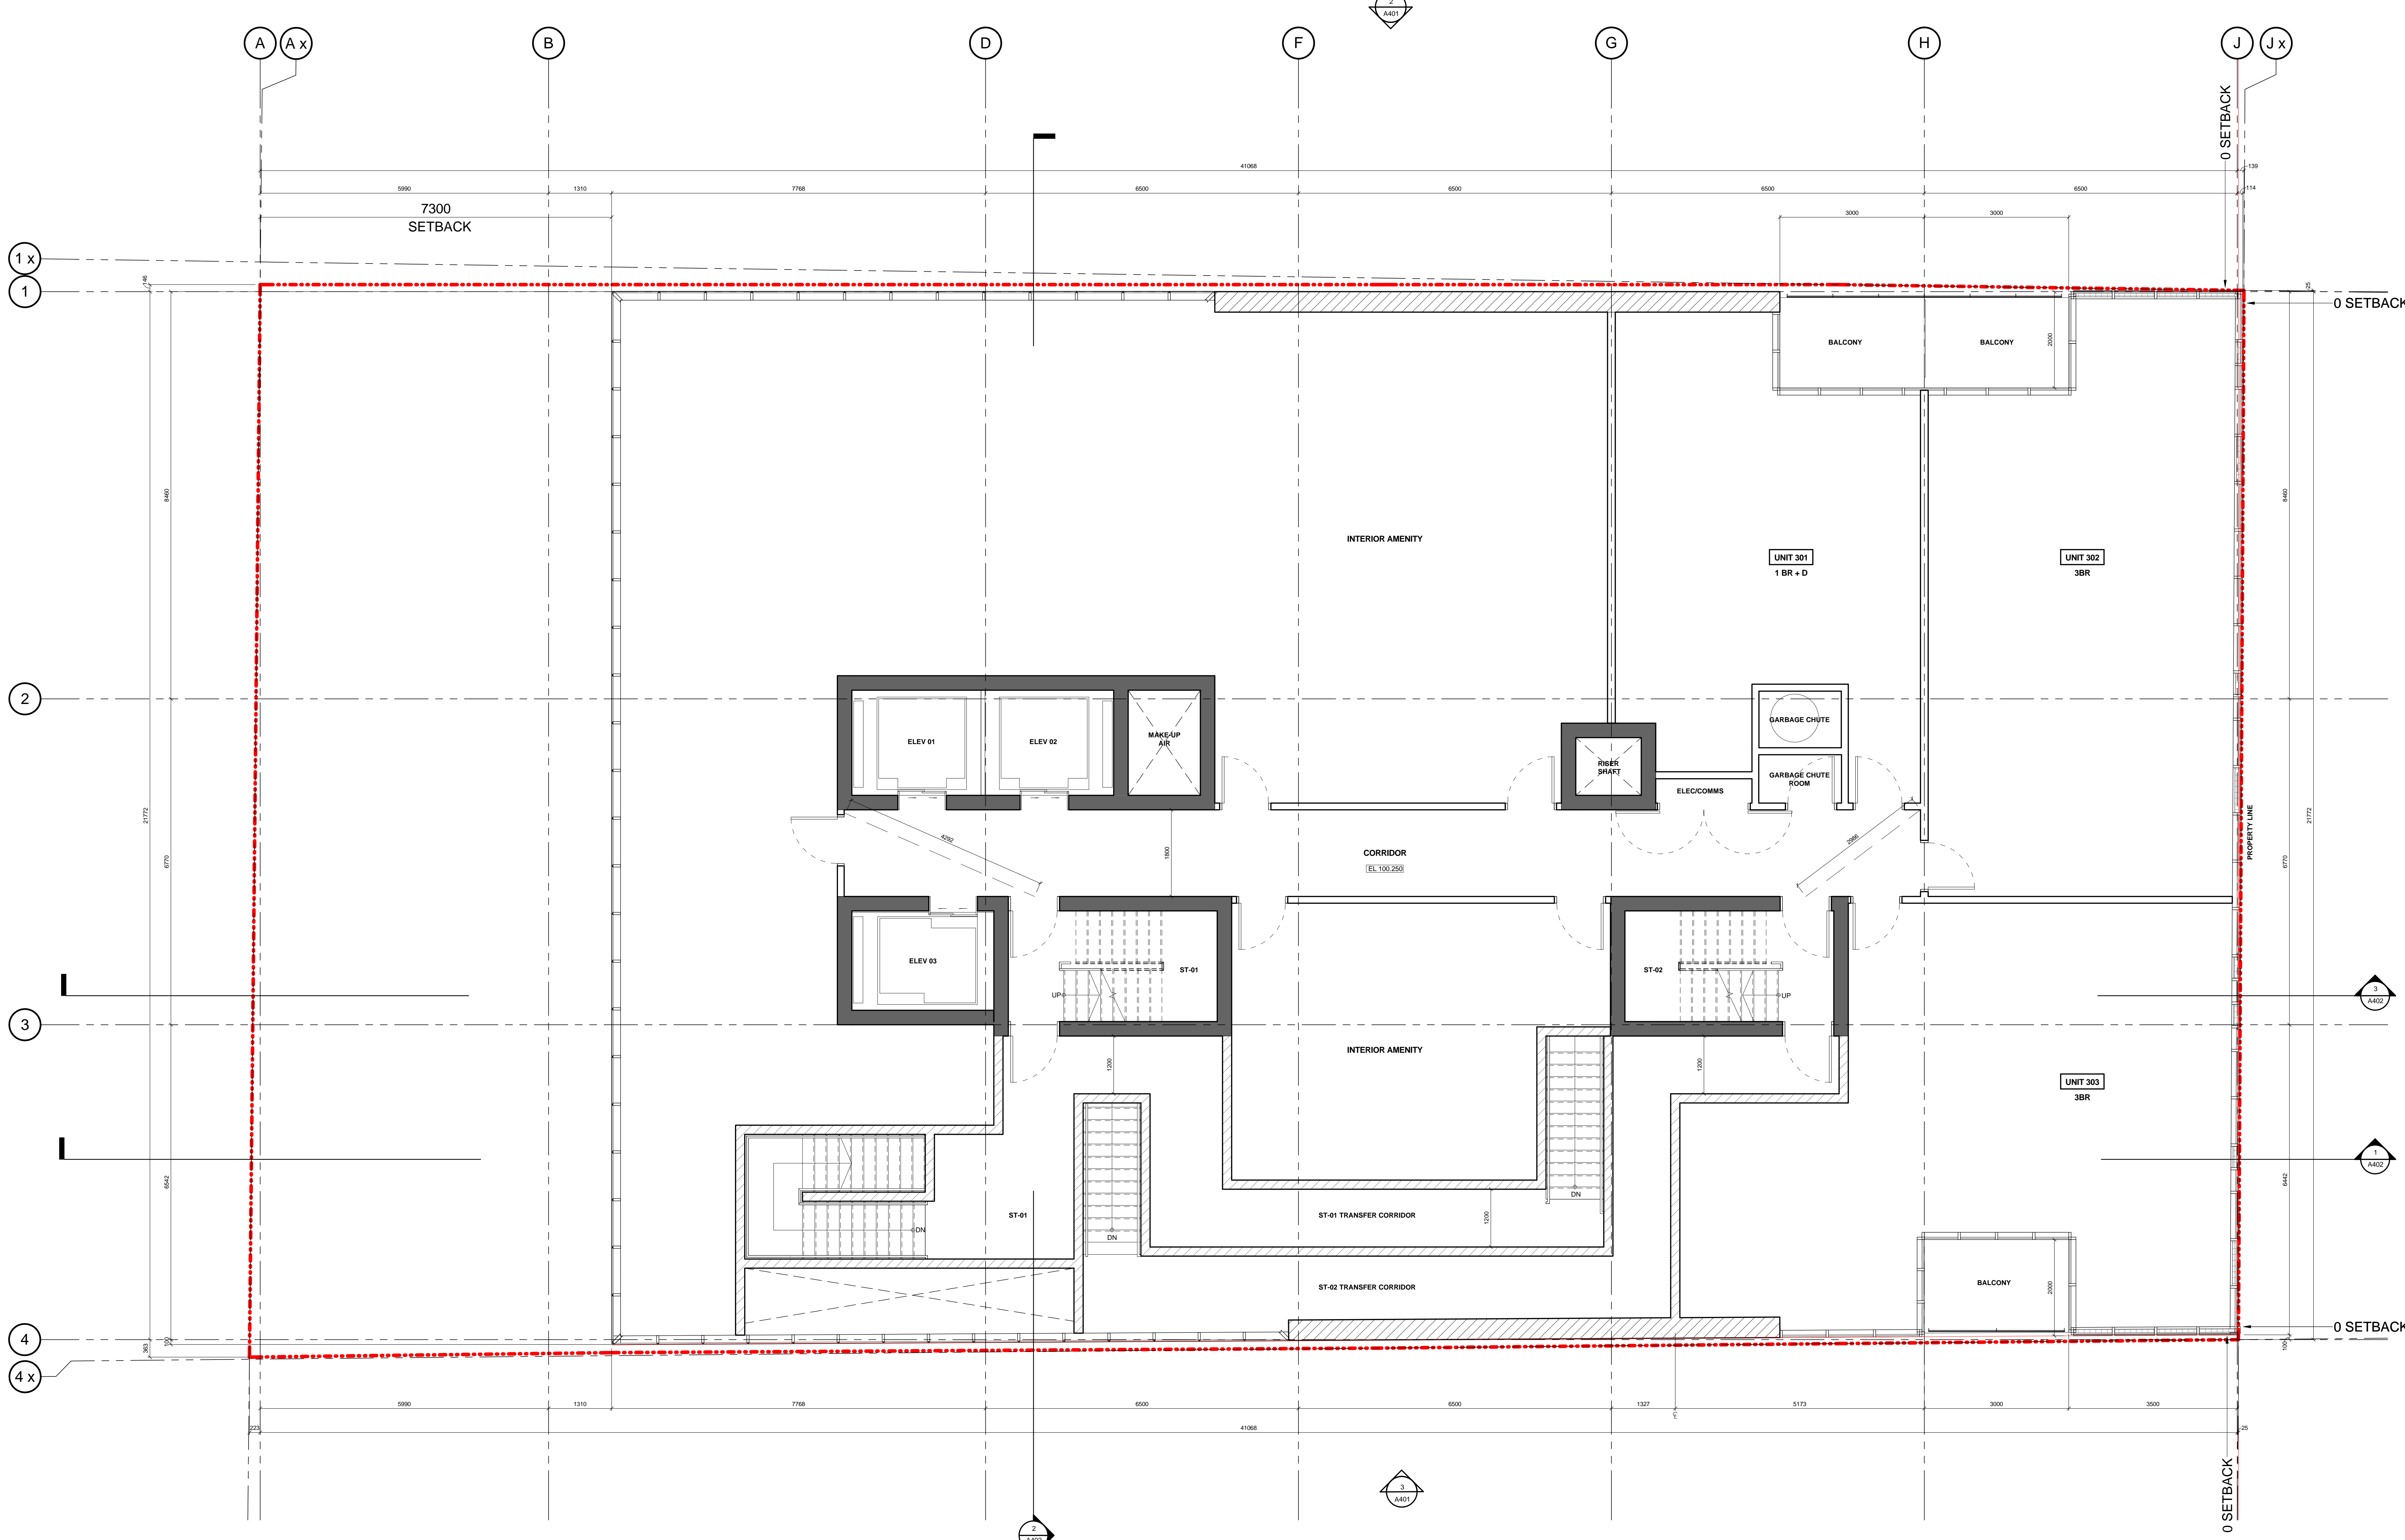 2
A401
A
A x
B
D
F
G
H
J
J x
0 SETBACK
41068
139
5990
1310
7768
6500
6500
6500
6500
114
7300
SETBACK
3000
3000
1 x
1
146
25
0 SETBACK
BALCONY
BALCONY
2000
8460
8460
INTERIOR AMENITY
UNIT 301
1 BR + D
UNIT 302
3BR
2
GARBAGE CHUTE
ELEV 01
ELEV 02
MAKE-UP
AIR
RISER
SHAFT
GARBAGE CHUTE
ROOM
ELEC/COMMS
21772
21772
PROPERTY LINE
4292
2966
1800
CORRIDOR
EL 100.250
6770
6770
ELEV 03
ST-01
ST-02
UP
UP
3
A402
3
INTERIOR AMENITY
1200
1200
UNIT 303
3BR
1
A402
6542
6442
DN
ST-01
ST-01 TRANSFER CORRIDOR
1200
DN
DN
BALCONY
2000
ST-02 TRANSFER CORRIDOR
0 SETBACK
4
363
100
100
4 x
5990
1310
7768
6500
6500
1327
5173
3000
3500
223
41068
25
3
A401
0 SETBACK
2